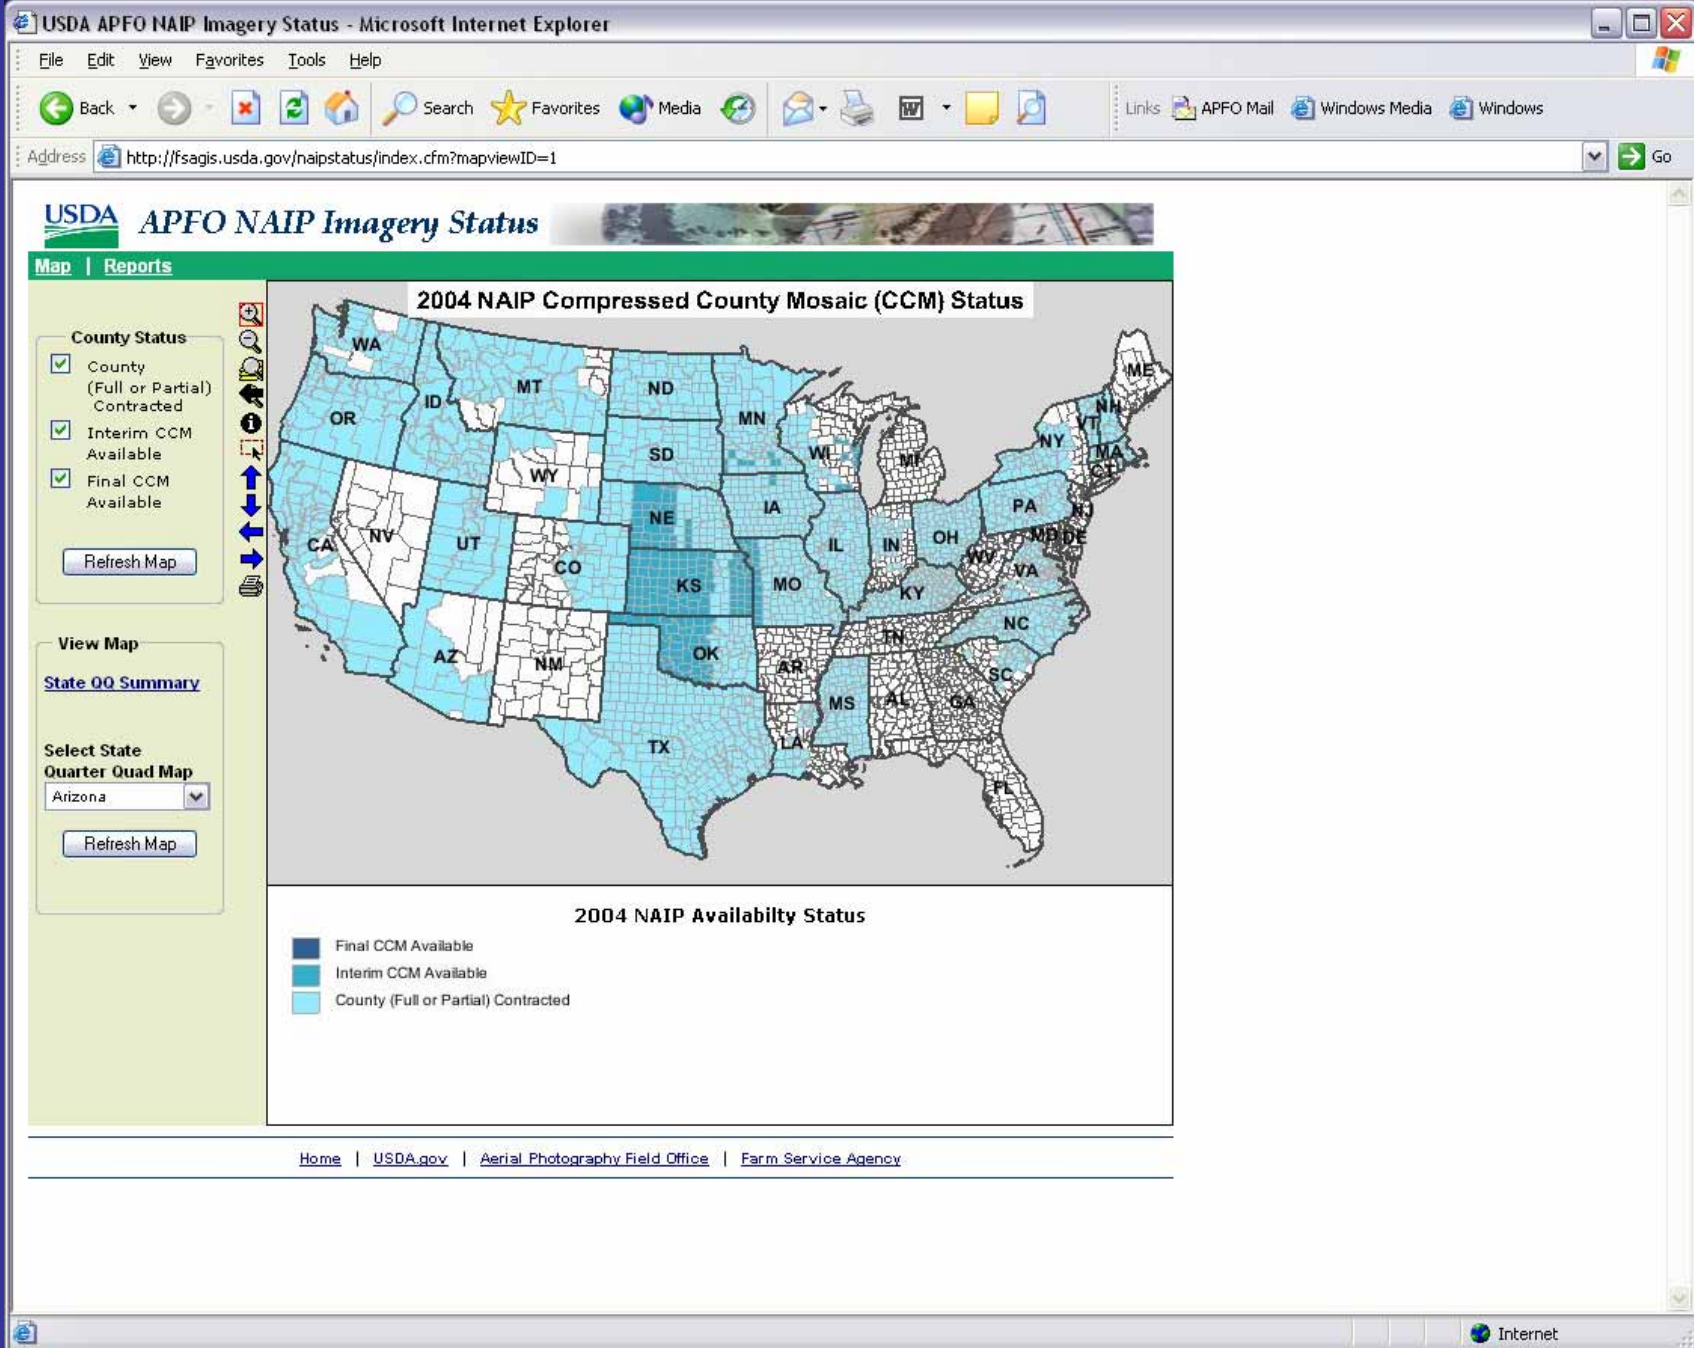 USDA APFO NAIP Imagery Status - Microsoft Internet Explorer
File Edit View Favorites Tools Help
Back Search Favorites Media Links APFO Mail Windows Media Windows
Address http://fsagis.usda.gov/naipstatus/index.cfm?mapviewID=1 Go
USDA APFO NAIP Imagery Status
Map | Reports
County Status
County
(Full or Partial)
Contracted
Interim CCM
Available
Final CCM
Available
Refresh Map
View Map
State QQ Summary
Select State
Quarter Quad Map
Arizona
Refresh Map
2004 NAIP Compressed County Mosaic (CCM) Status
WA
MT
ND
ME
OR
ID
MN
NH
VT
NY
MA
CT
SD
WI
MI
WY
IA
PA
NJ
NE
NV
UT
CA
IL
IN
OH
MD
DE
WV
CO
KS
MO
VA
KY
NC
TN
AZ
NM
OK
AR
SC
MS
AL
GA
TX
LA
FL
2004 NAIP Availabilty Status
Final CCM Available
Interim CCM Available
County (Full or Partial) Contracted
Home | USDA.gov | Aerial Photography Field Office | Farm Service Agency
Internet